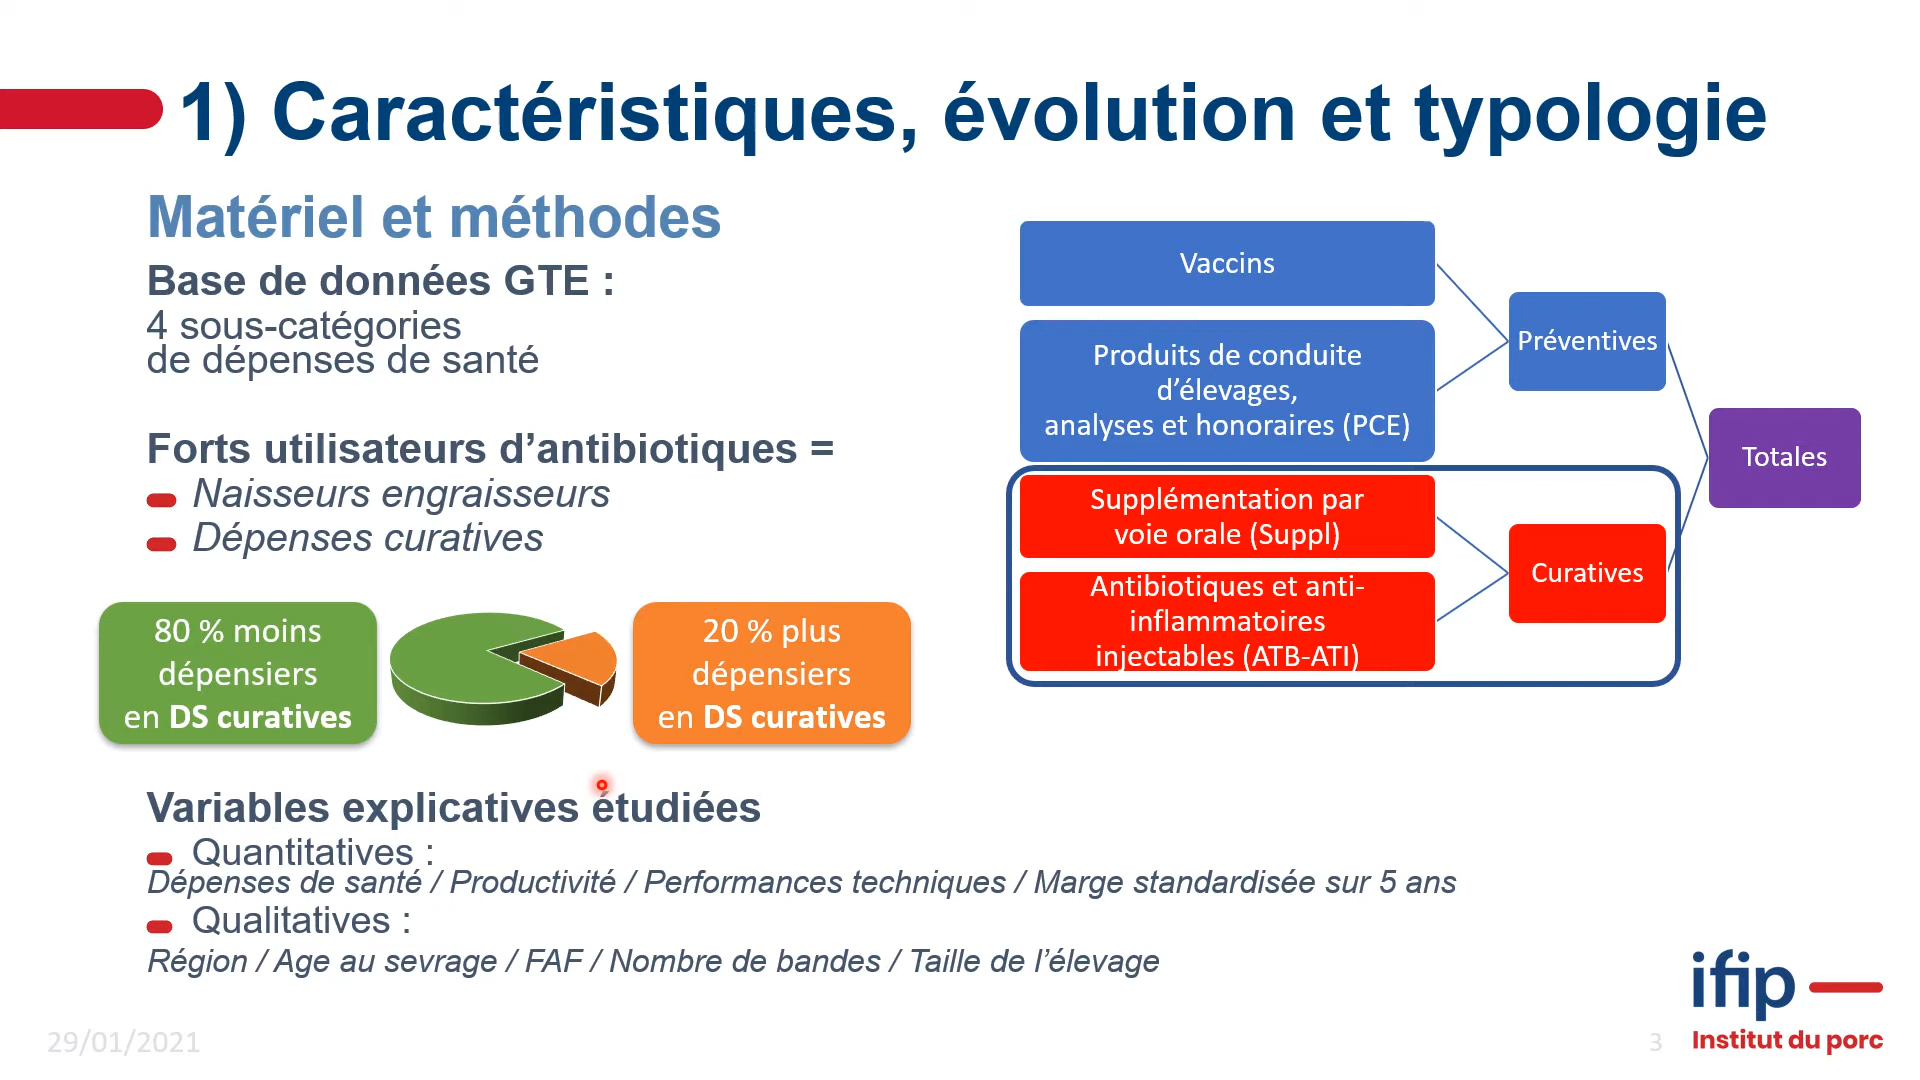 1) Caractéristiques, évolution et typologie
Matériel et méthodes
Base de données GTE :
4 sous-catégories
de dépenses de santé
Forts utilisateurs d’antibiotiques =
Naisseurs engraisseurs
Dépenses curatives
80 % moins
dépensiers
en DS curatives
20 % plus
dépensiers
en DS curatives
Variables explicatives étudiées
Quantitatives :
Dépenses de santé / Productivité / Performances techniques / Marge standardisée sur 5 ans
Qualitatives :
Région / Age au sevrage / FAF / Nombre de bandes / Taille de l’élevage
Vaccins
Produits de conduite
d’élevages,
analyses et honoraires (PCE)
Supplémentation par
voie orale (Suppl)
Antibiotiques et anti-
inflammatoires
injectables (ATB-ATI)
Préventives
Curatives
Totales
29/01/2021
3
ifip
Institut du porc